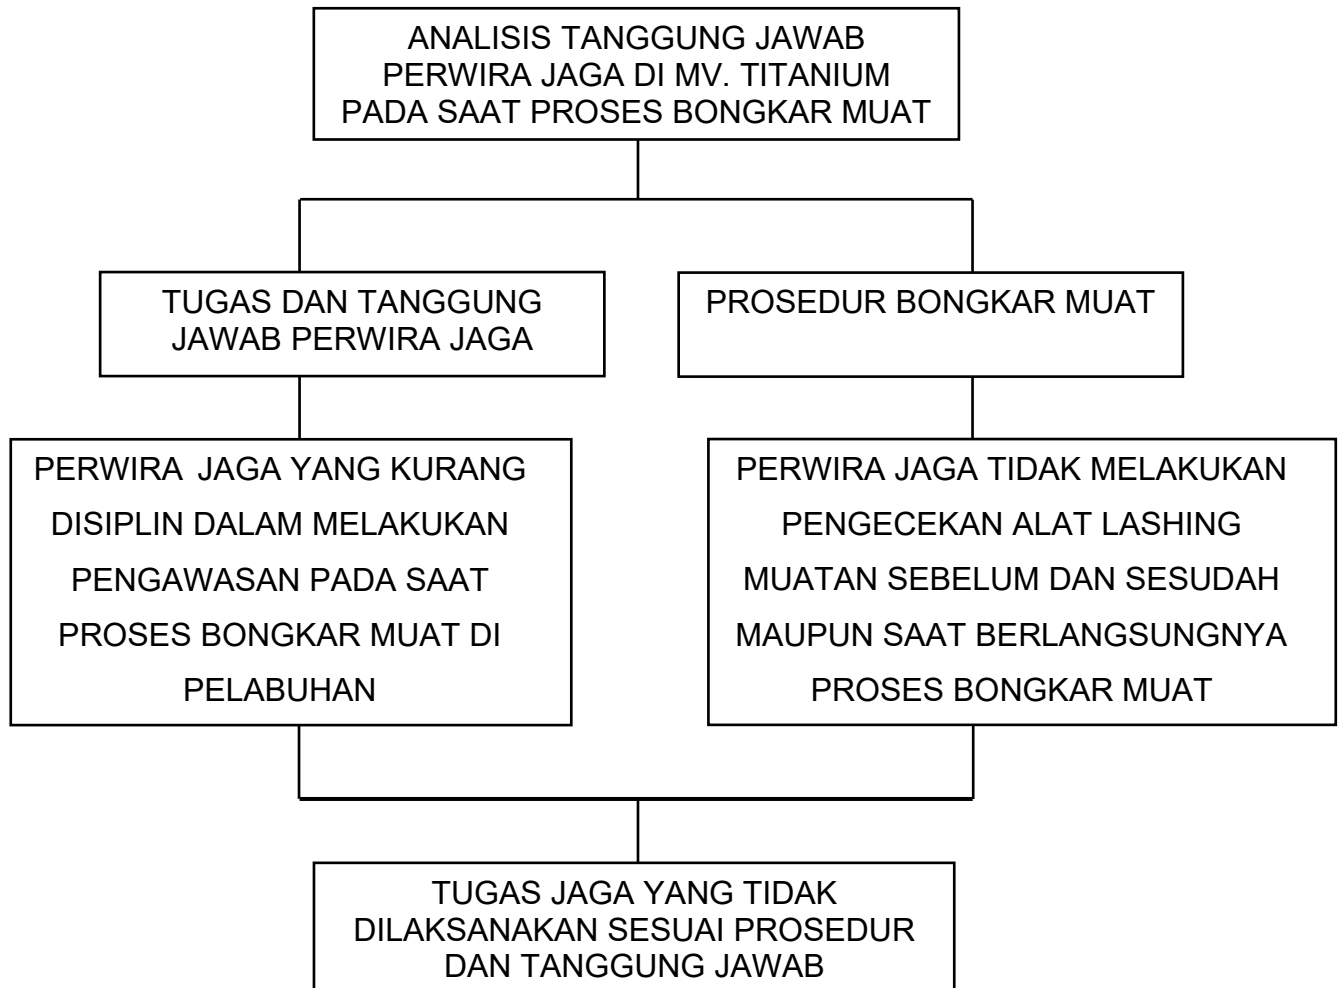 ANALISIS TANGGUNG JAWAB
PERWIRA JAGA DI MV. TITANIUM
PADA SAAT PROSES BONGKAR MUAT
TUGAS DAN TANGGUNG
JAWAB PERWIRA JAGA
PROSEDUR BONGKAR MUAT
PERWIRA JAGA YANG KURANG
DISIPLIN DALAM MELAKUKAN
PENGAWASAN PADA SAAT
PROSES BONGKAR MUAT DI
PELABUHAN
PERWIRA JAGA TIDAK MELAKUKAN
PENGECEKAN ALAT LASHING
MUATAN SEBELUM DAN SESUDAH
MAUPUN SAAT BERLANGSUNGNYA
PROSES BONGKAR MUAT
TUGAS JAGA YANG TIDAK
DILAKSANAKAN SESUAI PROSEDUR
DAN TANGGUNG JAWAB